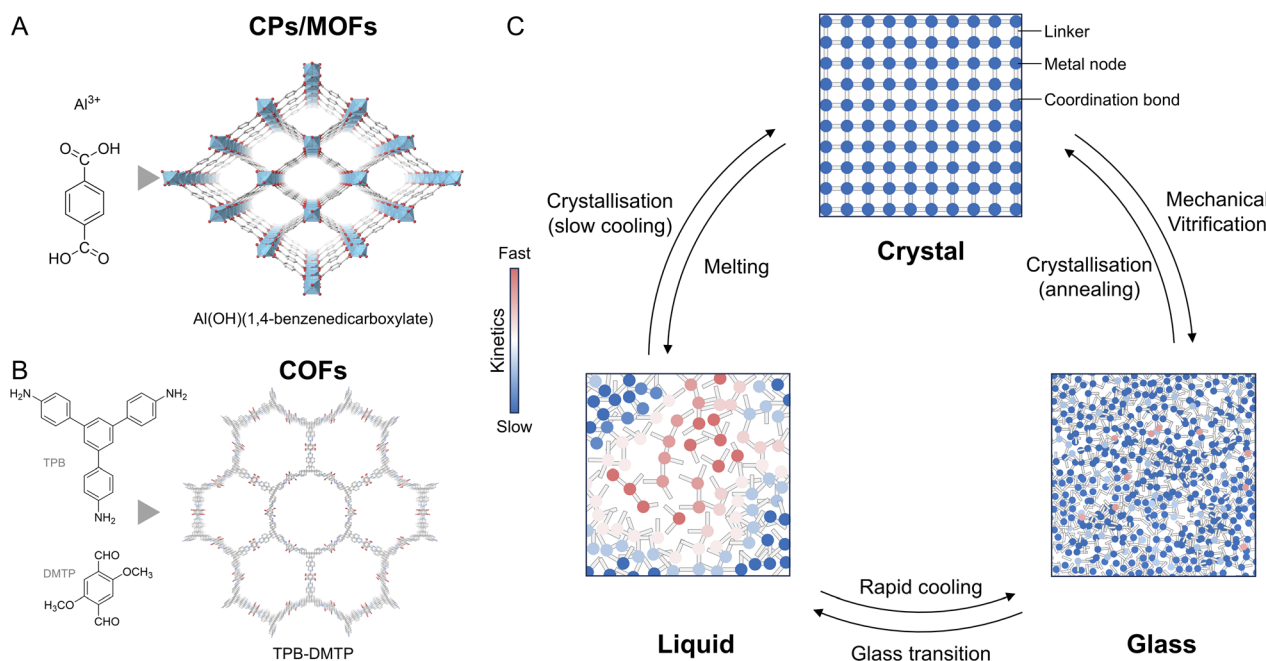 A
CPs/MOFs
Al³⁺
O
OH
C
C
HO
O
Al(OH)(1,4-benzenedicarboxylate)
B
COFs
H₂N
NH₂
TPB
NH₂
CHO
DMTP
OCH₃
H₃CO
CHO
TPB-DMTP
C
Linker
Metal node
Coordination bond
Crystal
Crystallisation
(slow cooling)
Melting
Mechanical
Vitrification
Crystallisation
(annealing)
Fast
Kinetics
Slow
Rapid cooling
Glass transition
Liquid
Glass